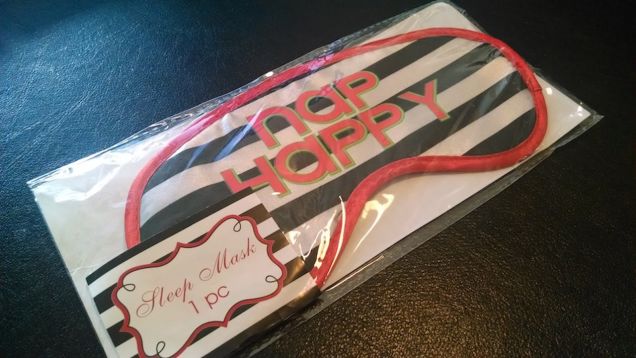 nap
Happy
Sleep Mask
1 pc